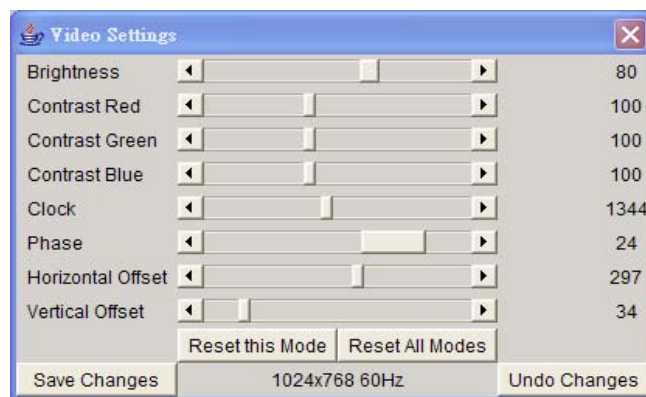 Video Settings
Brightness 80
Contrast Red 100
Contrast Green 100
Contrast Blue 100
Clock 1344
Phase 24
Horizontal Offset 297
Vertical Offset 34
Reset this Mode Reset All Modes
Save Changes 1024x768 60Hz Undo Changes